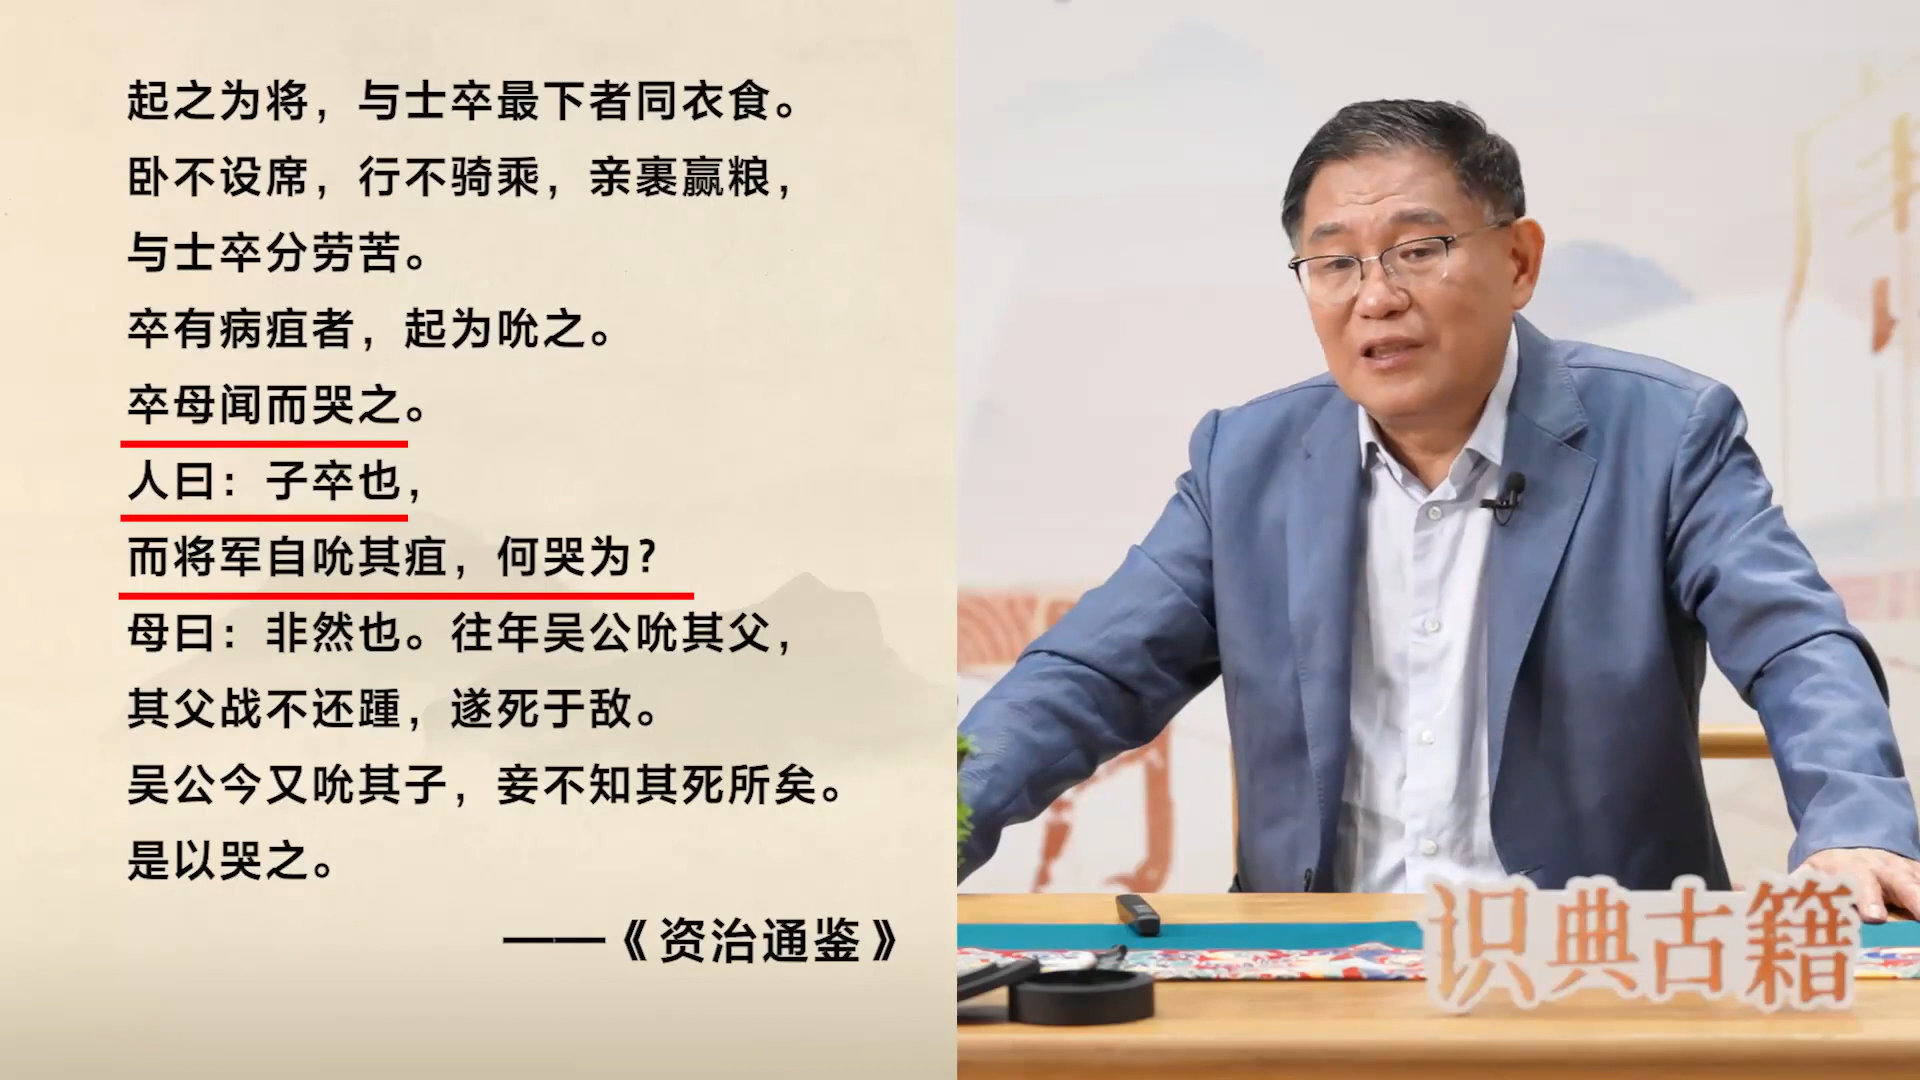 起之为将，与士卒最下者同衣食。
卧不设席，行不骑乘，亲裹赢粮，
与士卒分劳苦。
卒有病疽者，起为吮之。
卒母闻而哭之。
人曰：子卒也，
而将军自吮其疽，何哭为？
母曰：非然也。往年吴公吮其父，
其父战不还踵，遂死于敌。
吴公今又吮其子，妾不知其死所矣。
是以哭之。
——《资治通鉴》
识典古籍